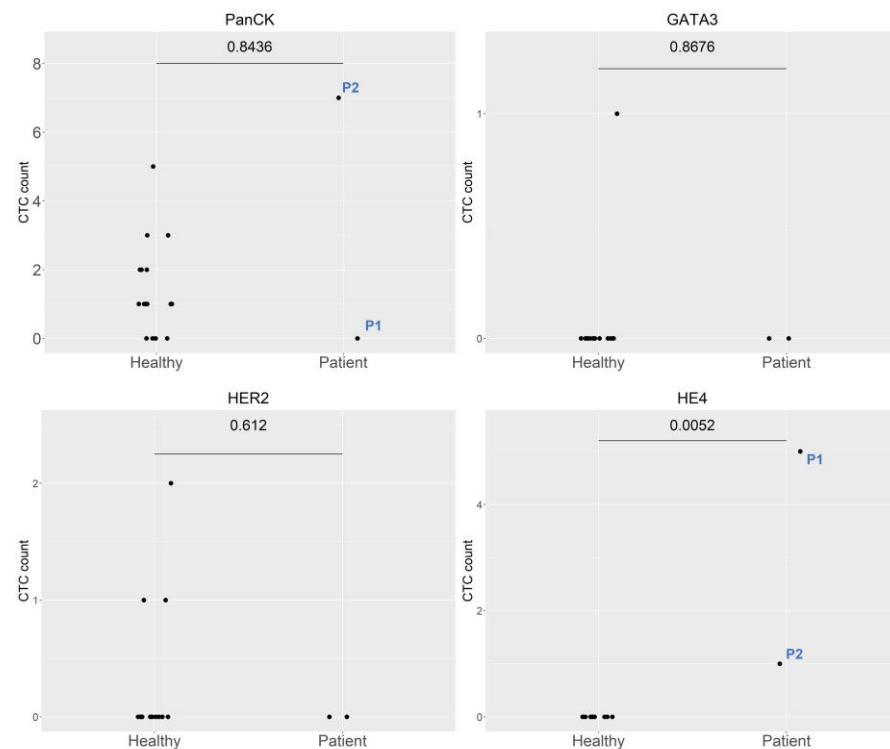 PanCK
0.8436
P2
P1
CTC count
8
6
4
2
0
Healthy Patient
GATA3
0.8676
CTC count
1
0
Healthy Patient
HER2
0.612
CTC count
2
1
0
Healthy Patient
HE4
0.0052
P1
P2
CTC count
4
2
0
Healthy Patient